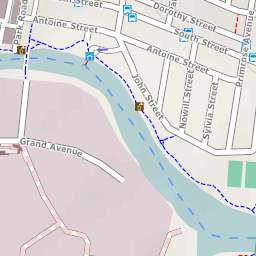 Dorothy Street
Antoine Street
South Street
Antoine Street
Park Road
Primrose Avenue
John Street
Nowill Street
Sylvia Street
Grand Avenue